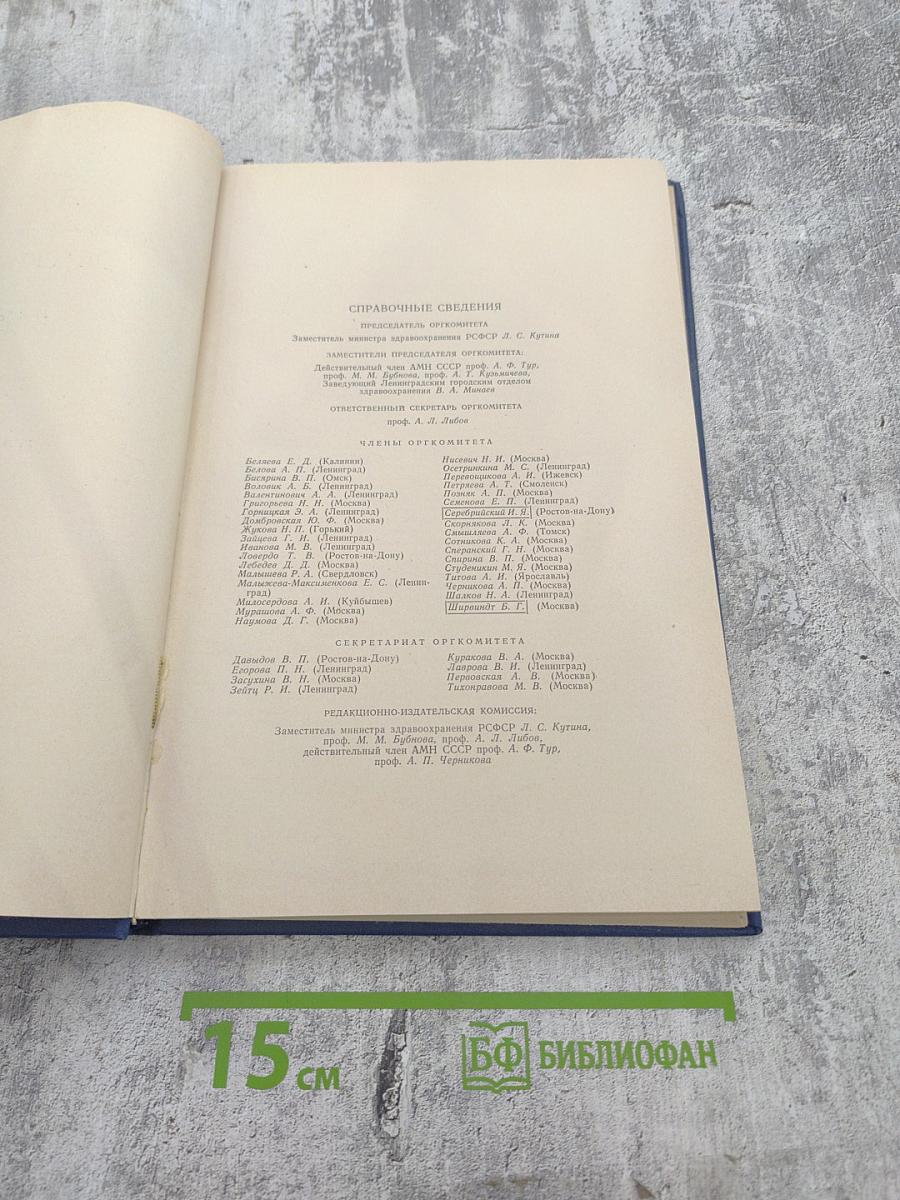 СПРАВОЧНЫЕ СВЕДЕНИЯ
ПРЕДСЕДАТЕЛЬ ОРГКОМИТЕТА
Заместитель министра здравоохранения РСФСР Л. С. Кутина
ЗАМЕСТИТЕЛИ ПРЕДСЕДАТЕЛЯ ОРГКОМИТЕТА:
Действительный член АМН СССР проф. А. Ф. Тур,
проф. М. М. Бубнова, проф. А. Т. Кузьмичева,
Заведующий Ленинградским городским отделом
здравоохранения В. А. Минаев
ОТВЕТСТВЕННЫЙ СЕКРЕТАРЬ ОРГКОМИТЕТА
проф. А. Л. Либов
ЧЛЕНЫ ОРГКОМИТЕТА
Беляева Е. Д. (Калинин)
Белова А. П. (Ленинград)
Бисярина В. П. (Омск)
Воловик А. Б. (Ленинград)
Валентинович А. А. (Ленинград)
Григорьева Н. Н. (Москва)
Горницкая Э. А. (Ленинград)
Домбровская Ю. Ф. (Москва)
Жукова Н. П. (Горький)
Зайцева Г. И. (Ленинград)
Иванова М. В. (Ленинград)
Ловердо Т. В. (Ростов-на-Дону)
Лебедев Д. Д. (Москва)
Малышева Р. А. (Свердловск)
Малыжева-Максименкова Е. С. (Ленин-
град)
Милосердова А. И. (Куйбышев)
Мурашова А. Ф. (Москва)
Наумова Д. Г. (Москва)
Нисевич Н. И. (Москва)
Осетринкина М. С. (Ленинград)
Перевощикова А. И. (Ижевск)
Петряева А. Т. (Смоленск)
Позняк А. П. (Москва)
Семенова Е. П. (Ленинград)
Серебрийский И. Я. (Ростов-на-Дону)
Скорнякова Л. К. (Москва)
Смышляева А. Ф. (Томск)
Сотникова К. А. (Москва)
Сперанский Г. Н. (Москва)
Спирина В. П. (Москва)
Студеникин М. Я. (Москва)
Титова А. И. (Ярославль)
Черникова А. П. (Москва)
Шалков Н. А. (Ленинград)
Ширвиндт Б. Г. (Москва)
СЕКРЕТАРИАТ ОРГКОМИТЕТА
Давыдов В. П. (Ростов-на-Дону)
Егорова П. Н. (Ленинград)
Засухина В. Н. (Москва)
Зейтц Р. И. (Ленинград)
Куракова В. А. (Москва)
Лаврова В. И. (Ленинград)
Первовская А. В. (Москва)
Тихонравова М. В. (Москва)
РЕДАКЦИОННО-ИЗДАТЕЛЬСКАЯ КОМИССИЯ:
Заместитель министра здравоохранения РСФСР Л. С. Кутина,
проф. М. М. Бубнова, проф. А. Л. Либов,
действительный член АМН СССР проф. А. Ф. Тур,
проф. А. П. Черникова
15 см
БФ БИБЛИОФАН